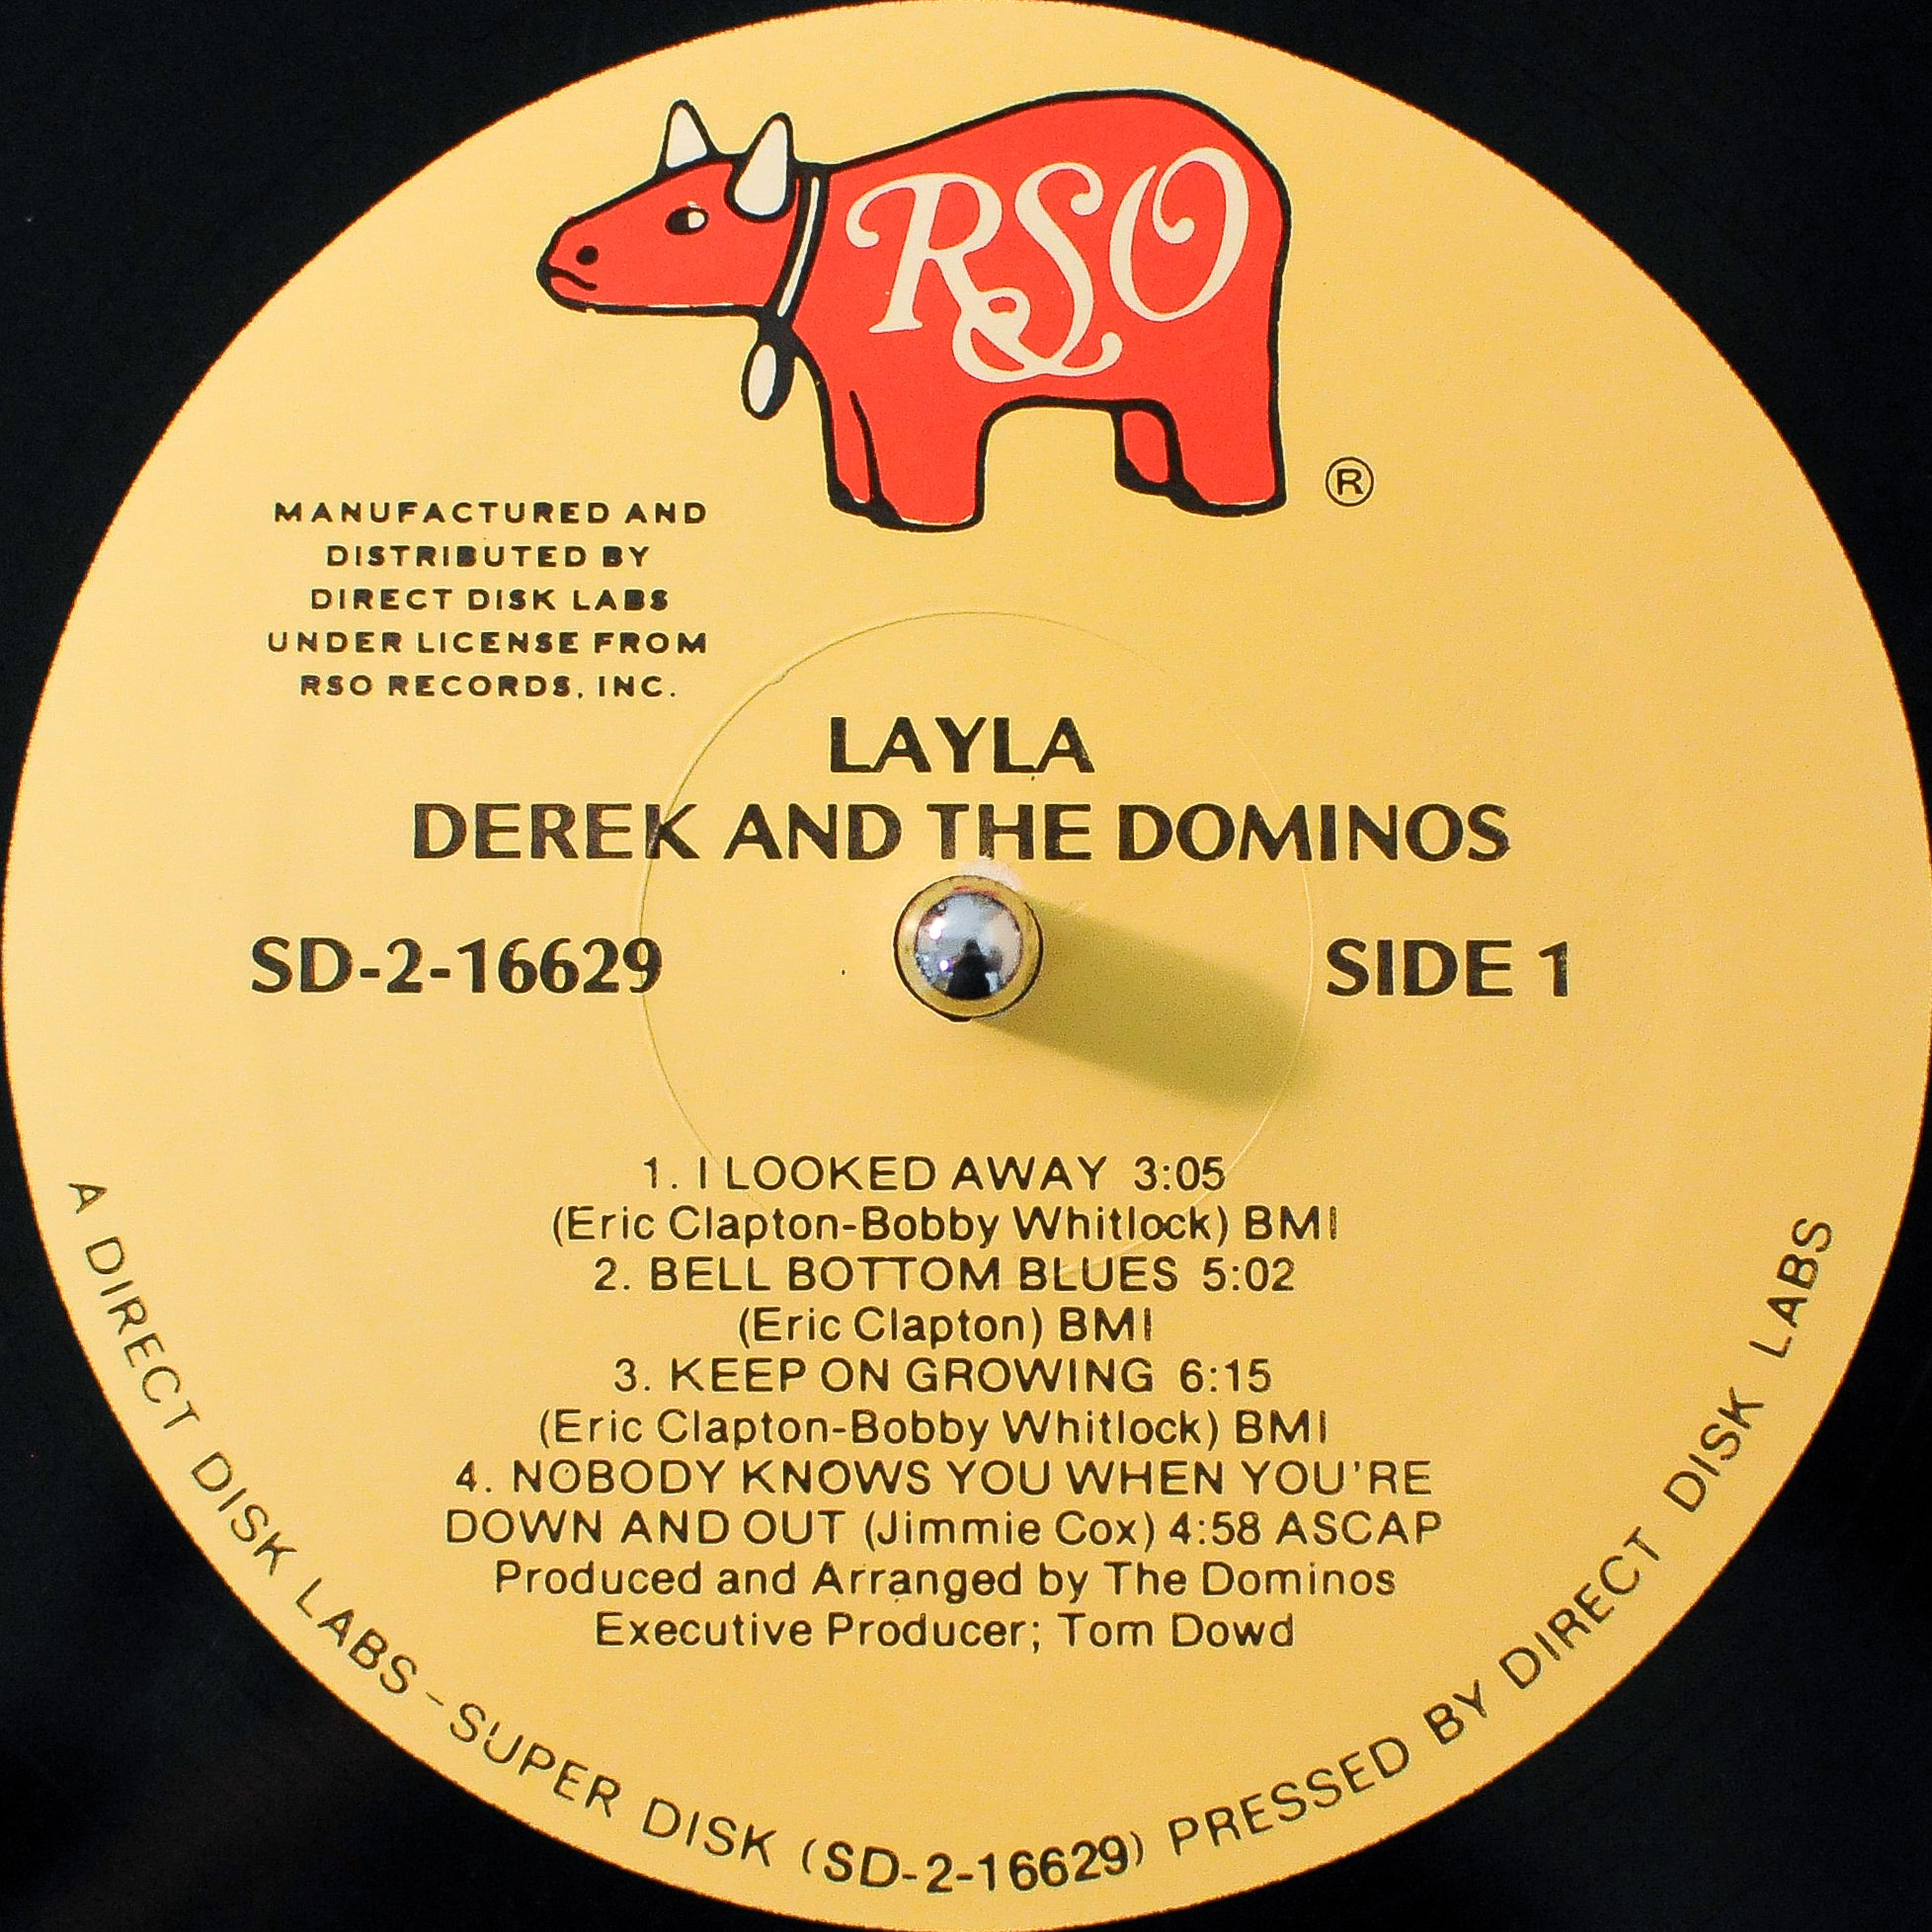 RSO
®
MANUFACTURED AND
DISTRIBUTED BY
DIRECT DISK LABS
UNDER LICENSE FROM
RSO RECORDS, INC.
LAYLA
DEREK AND THE DOMINOS
SD-2-16629
SIDE 1
1. I LOOKED AWAY 3:05
(Eric Clapton-Bobby Whitlock) BMI
2. BELL BOTTOM BLUES 5:02
(Eric Clapton) BMI
3. KEEP ON GROWING 6:15
(Eric Clapton-Bobby Whitlock) BMI
4. NOBODY KNOWS YOU WHEN YOU'RE
DOWN AND OUT (Jimmie Cox) 4:58 ASCAP
Produced and Arranged by The Dominos
Executive Producer; Tom Dowd
A DIRECT DISK LABS-SUPER DISK (SD-2-16629) PRESSED BY DIRECT DISK LABS